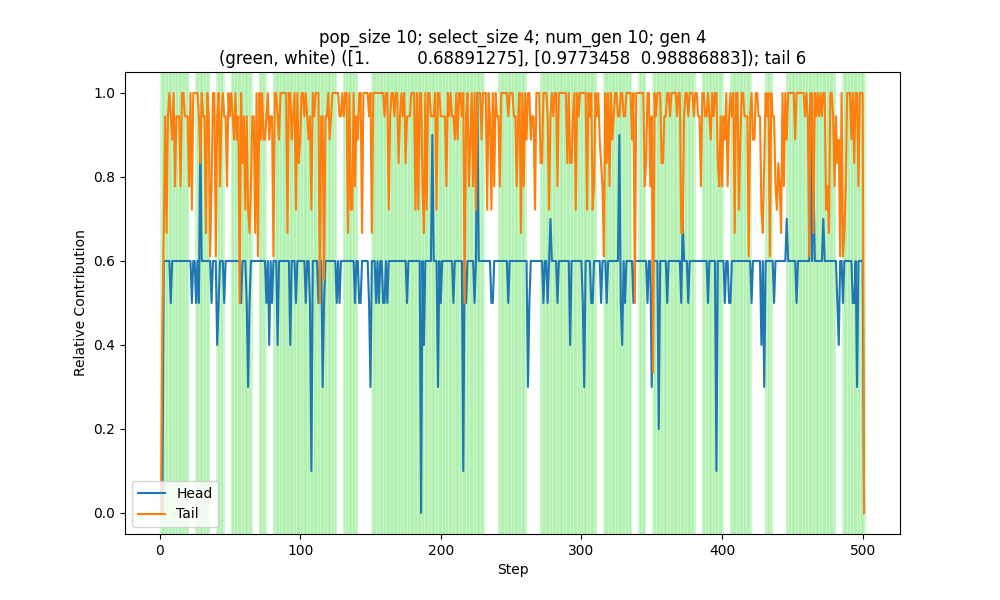 pop_size 10; select_size 4; num_gen 10; gen 4
(green, white) ([1.         0.68891275], [0.9773458  0.98886883]); tail 6
1.0
0.8
0.6
0.4
0.2
0.0
Relative Contribution
Head
Tail
0
100
200
300
400
500
Step